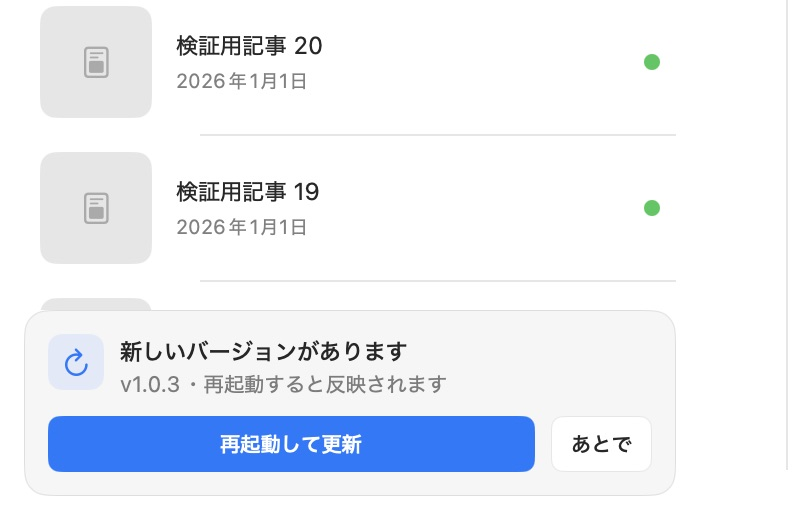 検証用記事 20
2026年1月1日
検証用記事 19
2026年1月1日
新しいバージョンがあります
v1.0.3・再起動すると反映されます
再起動して更新
あとで